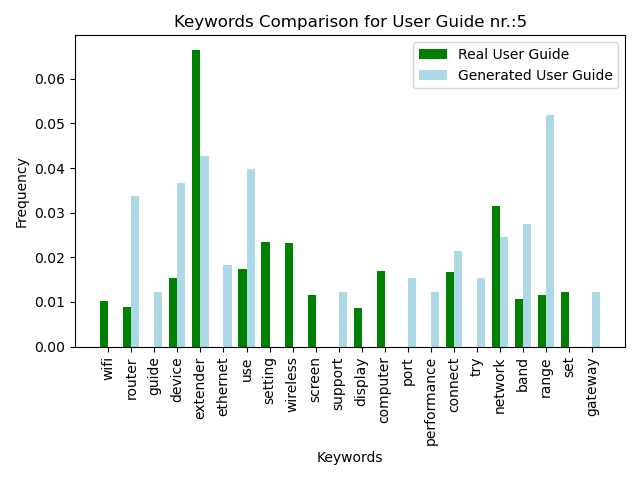 Keywords Comparison for User Guide nr.:5
Real User Guide
Generated User Guide
Frequency
0.06
0.05
0.04
0.03
0.02
0.01
0.00
wifi
router
guide
device
extender
ethernet
use
setting
wireless
screen
support
display
computer
port
performance
connect
try
network
band
range
set
gateway
Keywords